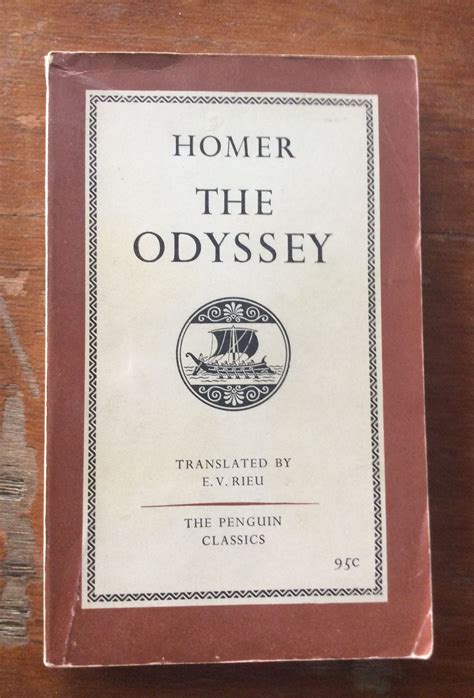 HOMER
THE
ODYSSEY
TRANSLATED BY
E. V. RIEU
THE PENGUIN
CLASSICS
95c